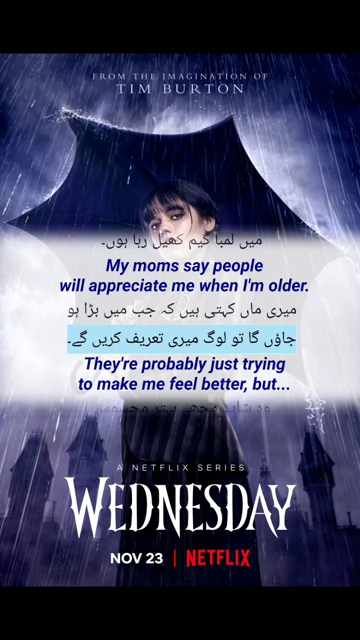 FROM THE IMAGINATION OF
TIM BURTON
میں لمبا گیم کھیل رہا ہوں۔
My moms say people
will appreciate me when I'm older.
میری ماں کہتی ہیں کہ جب میں بڑا ہو
جاؤں گا تو لوگ میری تعریف کریں گے۔
They're probably just trying
to make me feel better, but...
A NETFLIX SERIES
WEDNESDAY
NOV 23 | NETFLIX